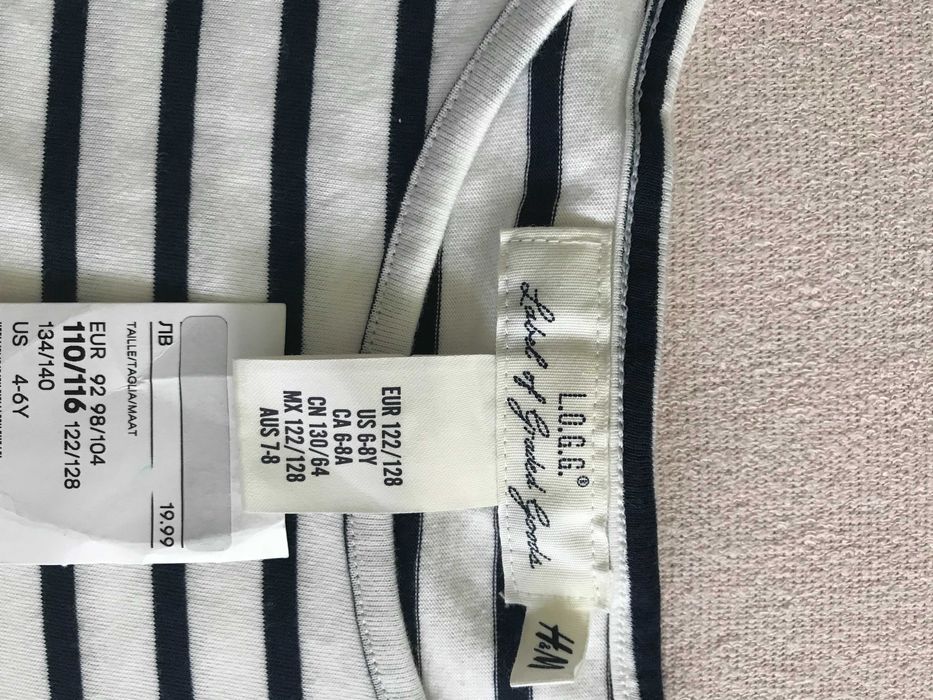 L.O.G.G.®
Label of Graded Goods
H&M
EUR 122/128
US 6-8Y
CA 6-8A
CN 130/64
MX 122/128
AUS 7-8
ЛВ 19.99
TAILLE/TAGLIA/MAAT
EUR 92 98/104
110/116 122/128
134/140
US 4-6Y